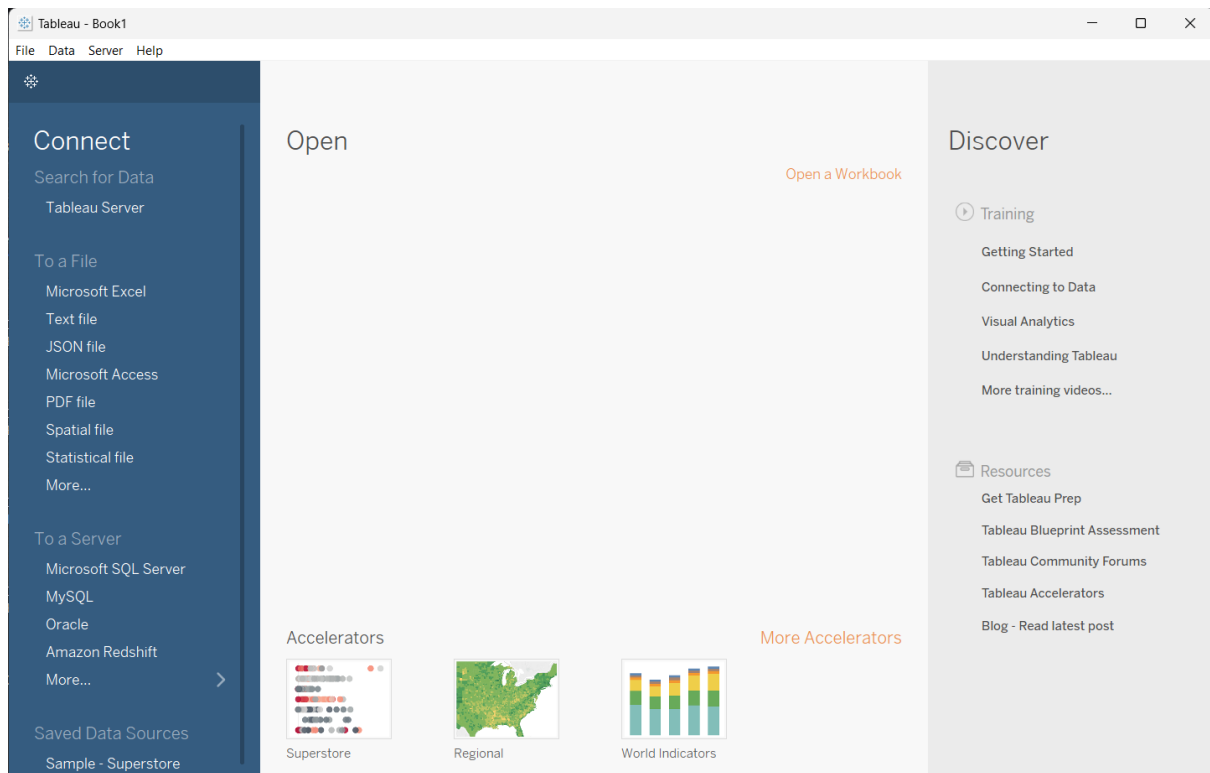 Tableau - Book1
File Data Server Help
Connect
Search for Data
Tableau Server
To a File
Microsoft Excel
Text file
JSON file
Microsoft Access
PDF file
Spatial file
Statistical file
More...
To a Server
Microsoft SQL Server
MySQL
Oracle
Amazon Redshift
More...
Saved Data Sources
Sample - Superstore
Open
Open a Workbook
Accelerators
More Accelerators
Superstore
Regional
World Indicators
Discover
Training
Getting Started
Connecting to Data
Visual Analytics
Understanding Tableau
More training videos...
Resources
Get Tableau Prep
Tableau Blueprint Assessment
Tableau Community Forums
Tableau Accelerators
Blog - Read latest post